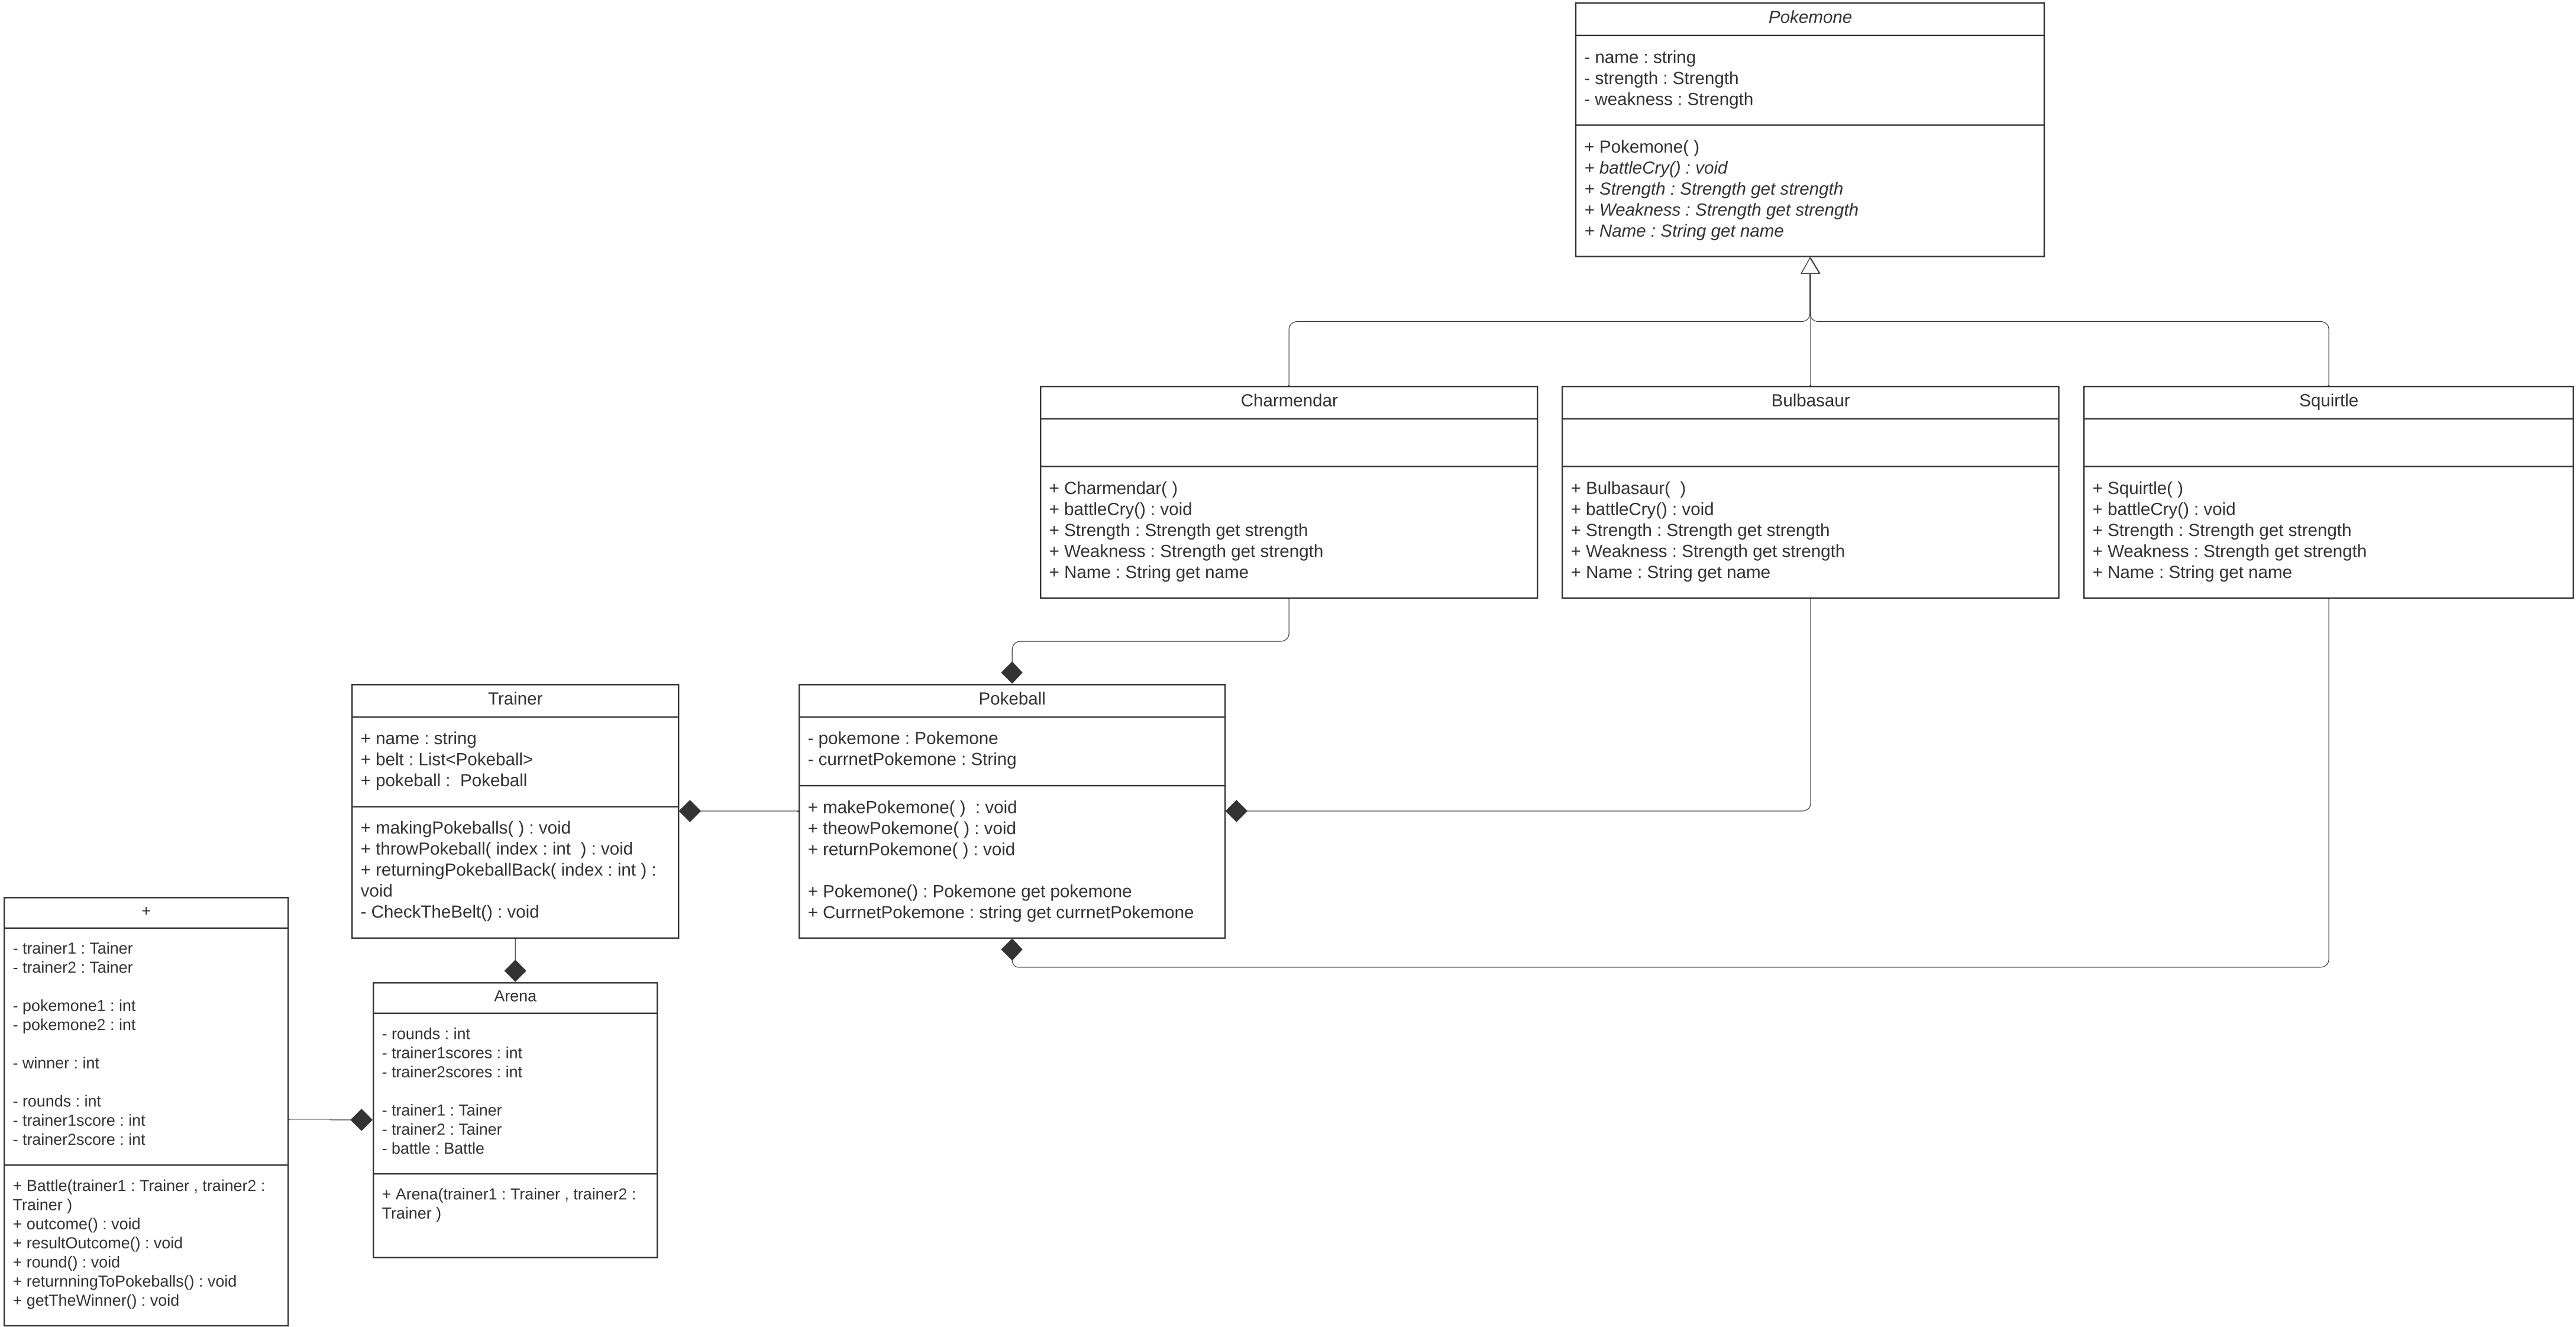 Pokemone
- name : string
- strength : Strength
- weakness : Strength
+ Pokemone( )
+ battleCry() : void
+ Strength : Strength get strength
+ Weakness : Strength get strength
+ Name : String get name
Charmendar
+ Charmendar( )
+ battleCry() : void
+ Strength : Strength get strength
+ Weakness : Strength get strength
+ Name : String get name
Bulbasaur
+ Bulbasaur(  )
+ battleCry() : void
+ Strength : Strength get strength
+ Weakness : Strength get strength
+ Name : String get name
Squirtle
+ Squirtle( )
+ battleCry() : void
+ Strength : Strength get strength
+ Weakness : Strength get strength
+ Name : String get name
Trainer
+ name : string
+ belt : List<Pokeball>
+ pokeball :  Pokeball
+ makingPokeballs( ) : void
+ throwPokeball( index : int  ) : void
+ returningPokeballBack( index : int ) :
void
- CheckTheBelt() : void
Pokeball
- pokemone : Pokemone
- currnetPokemone : String
+ makePokemone( )  : void
+ theowPokemone( ) : void
+ returnPokemone( ) : void
+ Pokemone() : Pokemone get pokemone
+ CurrnetPokemone : string get currnetPokemone
+
- trainer1 : Tainer
- trainer2 : Tainer
- pokemone1 : int
- pokemone2 : int
- winner : int
- rounds : int
- trainer1score : int
- trainer2score : int
+ Battle(trainer1 : Trainer , trainer2 :
Trainer )
+ outcome() : void
+ resultOutcome() : void
+ round() : void
+ returnningToPokeballs() : void
+ getTheWinner() : void
Arena
- rounds : int
- trainer1scores : int
- trainer2scores : int
- trainer1 : Tainer
- trainer2 : Tainer
- battle : Battle
+ Arena(trainer1 : Trainer , trainer2 :
Trainer )